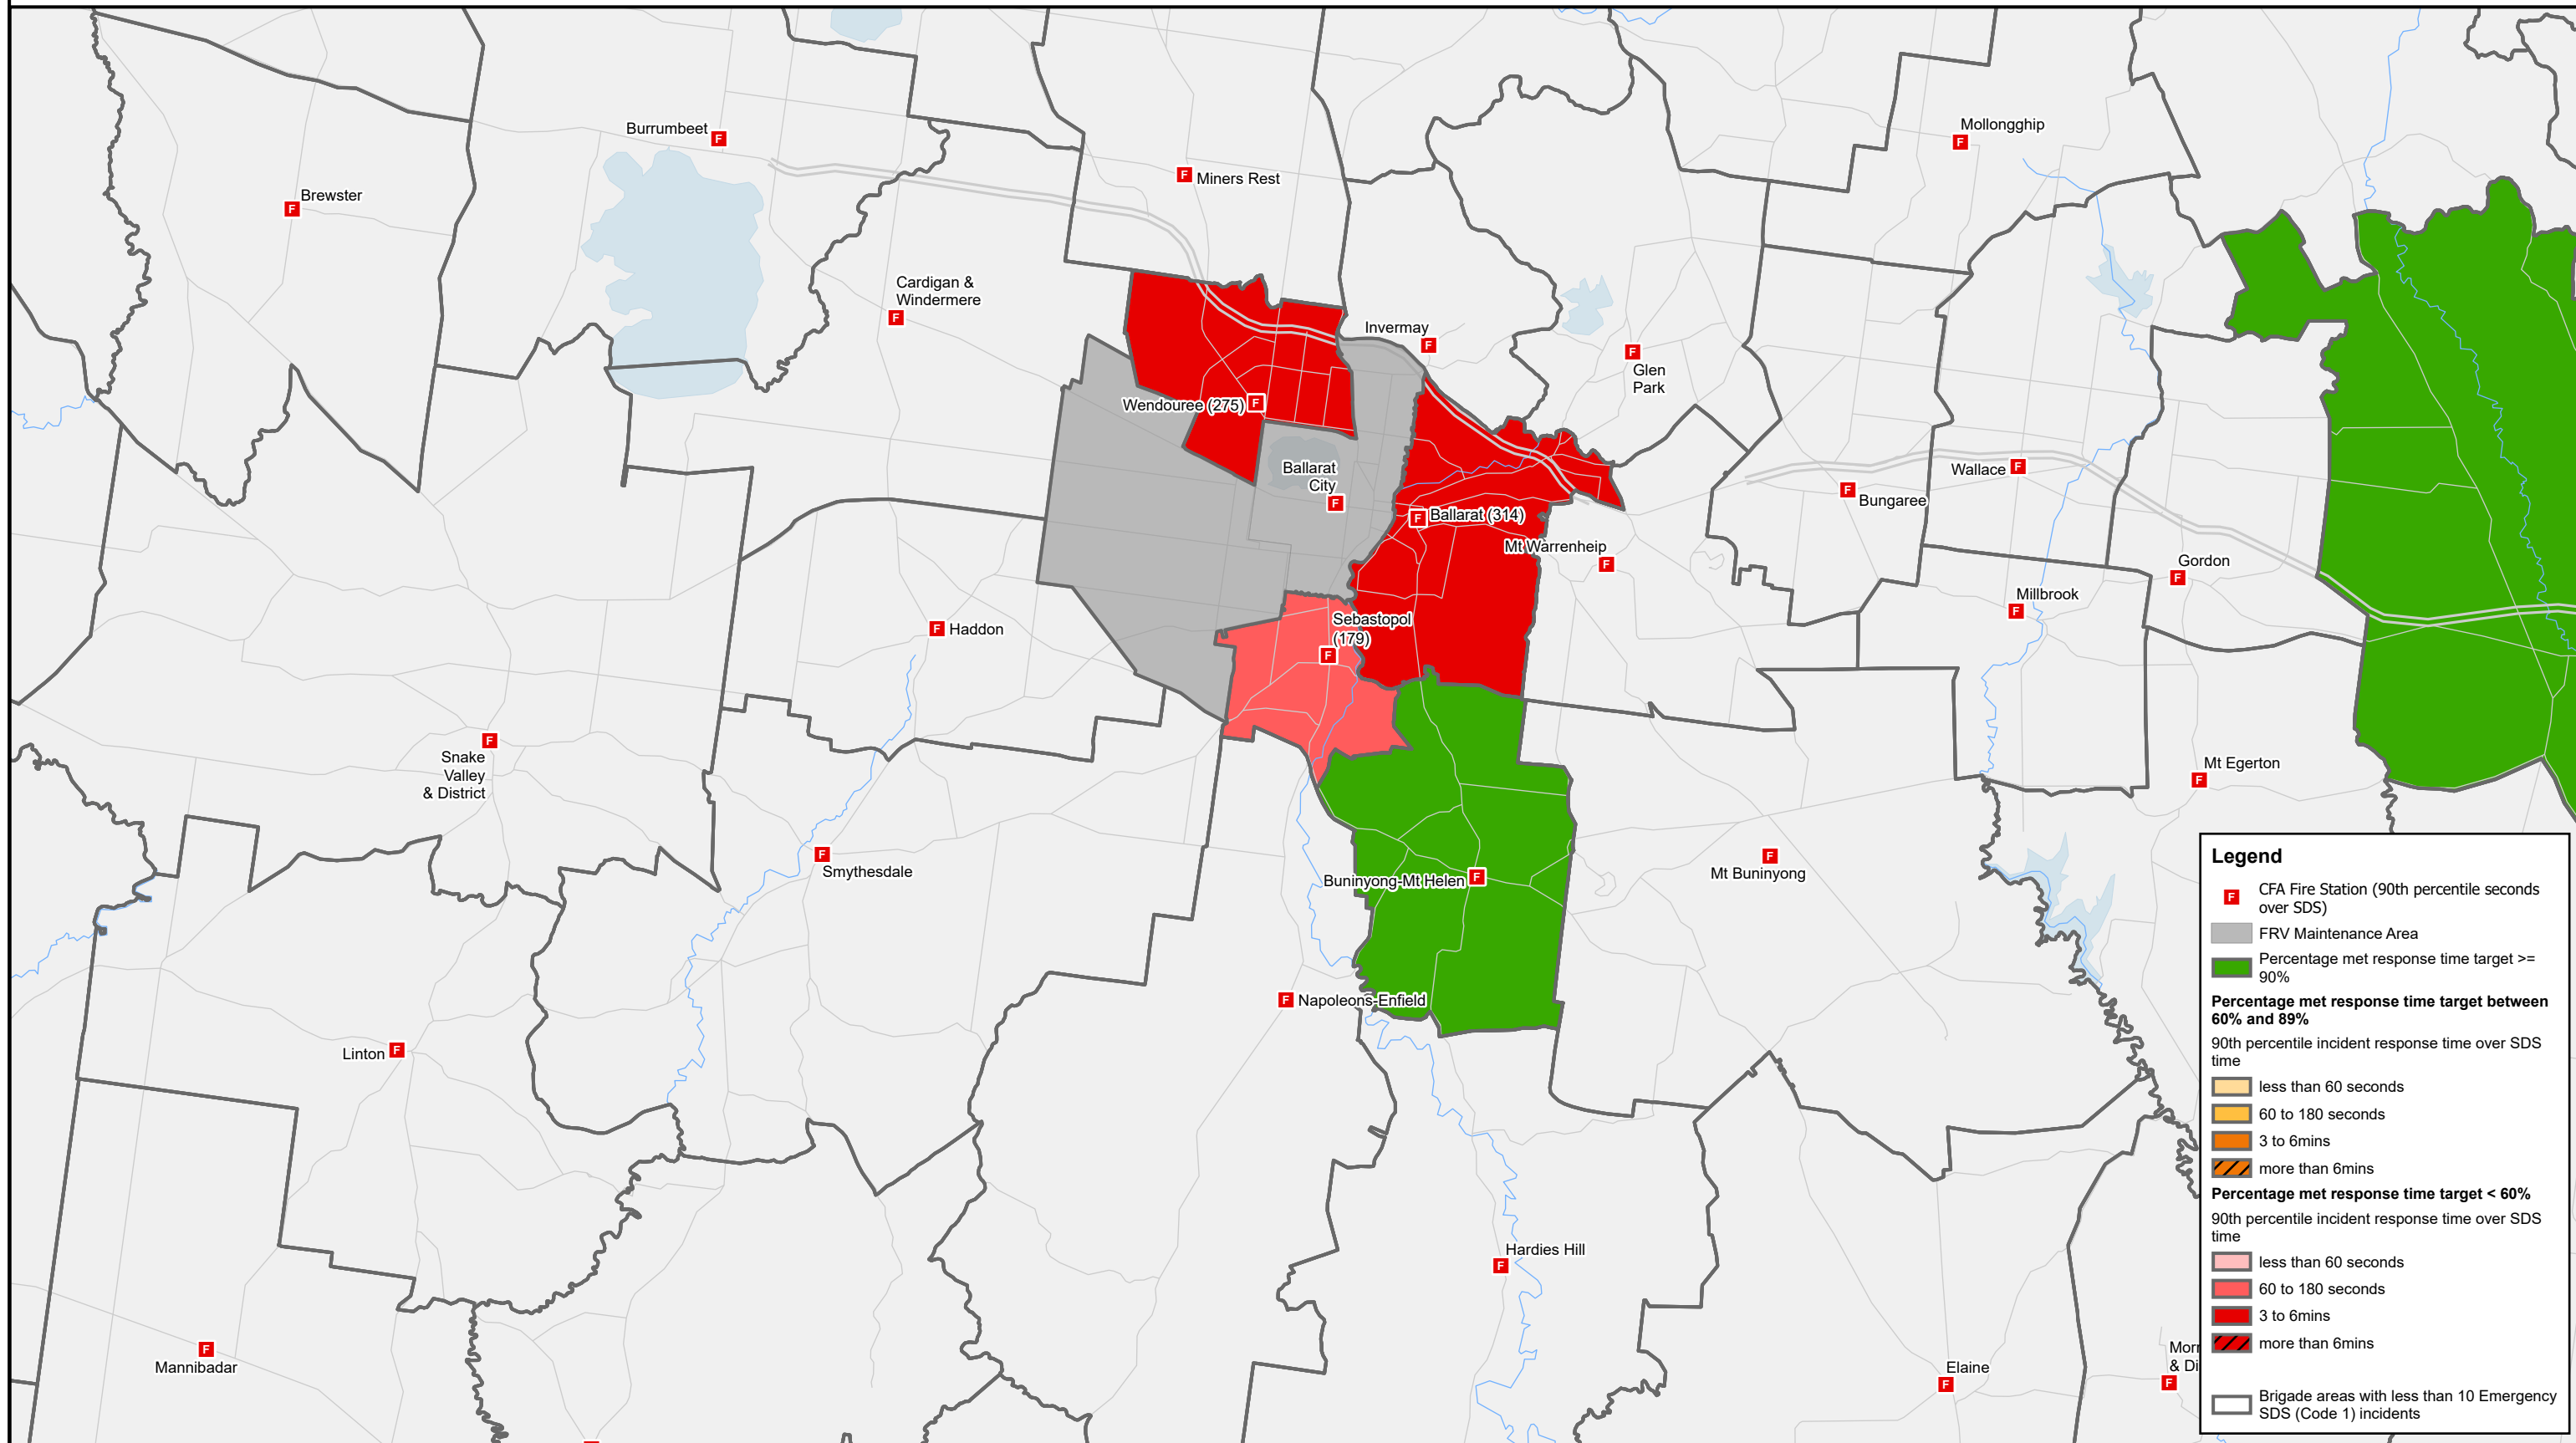 Burrumbeet
Mollongghip
Miners Rest
Brewster
Cardigan &
Windermere
Invermay
Glen
Park
Wendouree (275)
Ballarat
City
Wallace
Bungaree
Ballarat (314)
Mt Warrenheip
Gordon
Millbrook
Sebastopol
(179)
Haddon
Snake
Valley
& District
Mt Egerton
Smythesdale
Mt Buninyong
Buninyong-Mt Helen
Napoleons-Enfield
Linton
Hardies Hill
Mannibadar
Elaine
Morr
& Di
Legend
F CFA Fire Station (90th percentile seconds
over SDS)
FRV Maintenance Area
Percentage met response time target >=
90%
Percentage met response time target between
60% and 89%
90th percentile incident response time over SDS
time
less than 60 seconds
60 to 180 seconds
3 to 6mins
more than 6mins
Percentage met response time target < 60%
90th percentile incident response time over SDS
time
less than 60 seconds
60 to 180 seconds
3 to 6mins
more than 6mins
Brigade areas with less than 10 Emergency
SDS (Code 1) incidents